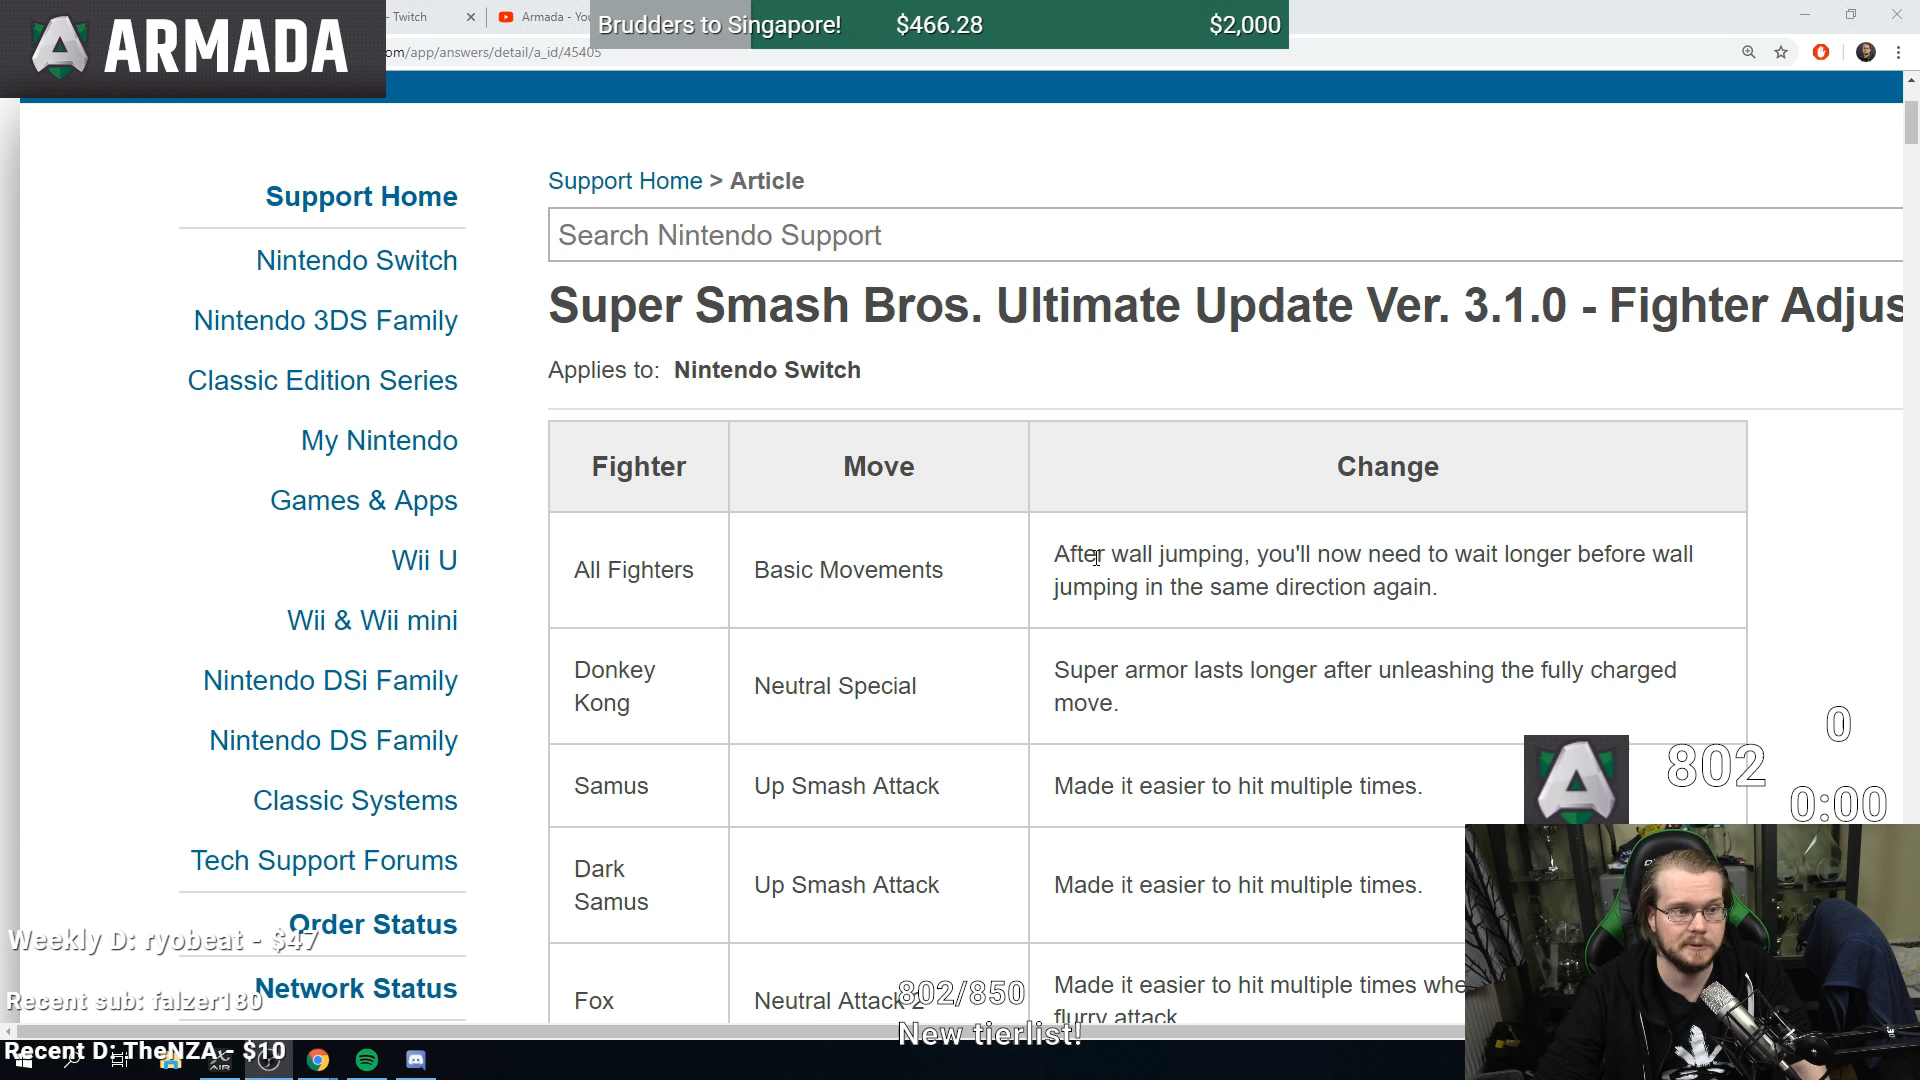 ARMADA
- Twitch
Armada - You
Brudders to Singapore! $466.28 $2,000
om/app/answers/detail/a_id/45405
Support Home > Article
Search Nintendo Support
Super Smash Bros. Ultimate Update Ver. 3.1.0 - Fighter Adjus
Applies to: Nintendo Switch
Support Home
Nintendo Switch
Nintendo 3DS Family
Classic Edition Series
My Nintendo
Games & Apps
Wii U
Wii & Wii mini
Nintendo DSi Family
Nintendo DS Family
Classic Systems
Tech Support Forums
Order Status
Network Status
Fighter Move Change
All Fighters Basic Movements After wall jumping, you'll now need to wait longer before wall
jumping in the same direction again.
Donkey
Kong Neutral Special Super armor lasts longer after unleashing the fully charged
move.
Samus Up Smash Attack Made it easier to hit multiple times.
Dark
Samus Up Smash Attack Made it easier to hit multiple times.
Fox Neutral Attack 2 Made it easier to hit multiple times whe
flurry attack
0
802
0:00
Weekly D: ryobeat - $47
Recent sub: falzer180
Recent D: TheNZA - $10
802/850
New tierlist!
AIR